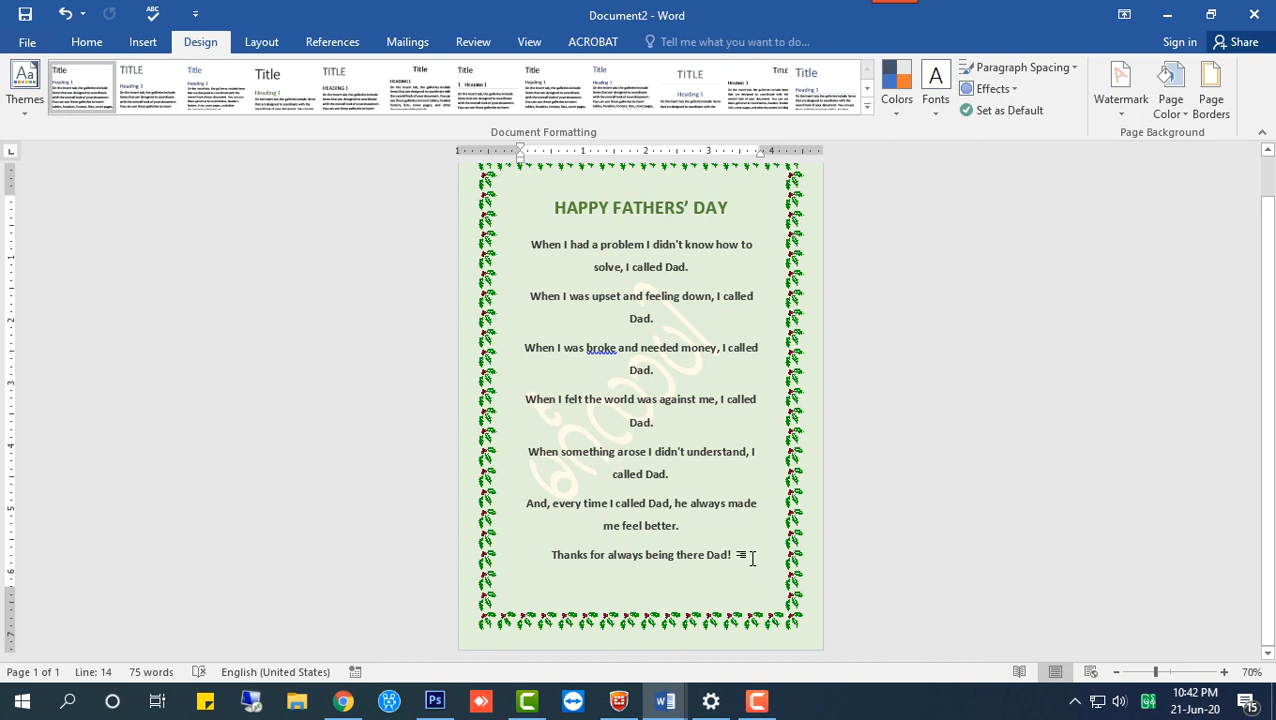 Document2 - Word
File Home Insert Design Layout References Mailings Review View ACROBAT Tell me what you want to do... Sign in Share
Themes
Colors Fonts
Paragraph Spacing
Effects
Set as Default
Watermark Page Color Page Borders
Document Formatting
Page Background
HAPPY FATHERS’ DAY
When I had a problem I didn't know how to
solve, I called Dad.
When I was upset and feeling down, I called
Dad.
When I was broke and needed money, I called
Dad.
When I felt the world was against me, I called
Dad.
When something arose I didn't understand, I
called Dad.
And, every time I called Dad, he always made
me feel better.
Thanks for always being there Dad!
Page 1 of 1 Line: 14 75 words English (United States) 70%
10:42 PM
21-Jun-20
15